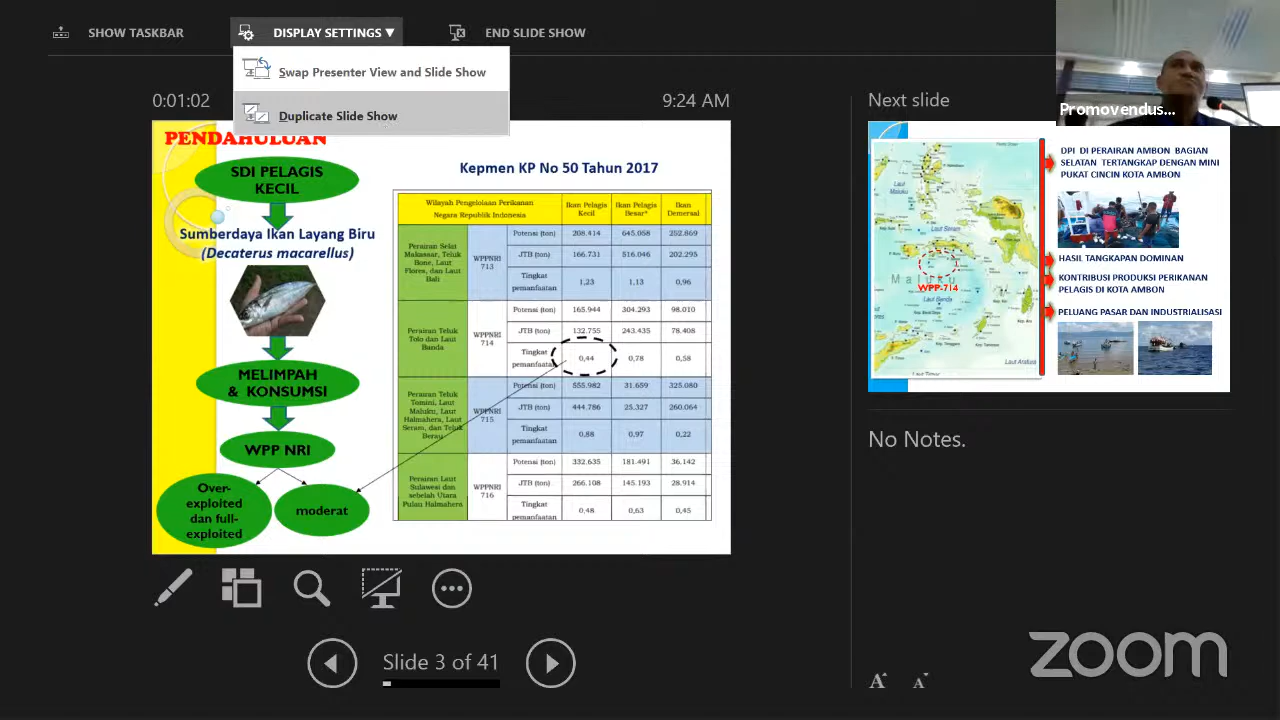 SHOW TASKBAR
DISPLAY SETTINGS ▼
END SLIDE SHOW
Swap Presenter View and Slide Show
Duplicate Slide Show
0:01:02
9:24 AM
Next slide
Promovendus...
PENDAHULUAN
SDI PELAGIS
KECIL
Sumberdaya Ikan Layang Biru
(Decaterus macarellus)
MELIMPAH
& KONSUMSI
WPP NRI
Over-
exploited
dan full-
exploited
moderat
Kepmen KP No 50 Tahun 2017
Wilayah Pengelolaan Perikanan
Negara Republik Indonesia
Ikan Pelagis
Kecil
Ikan Pelagis
Besar*
Ikan
Demersal
Perairan Selat
Makassar, Teluk
Bone, Laut
Flores, dan Laut
Bali
WPPNRI
713
Potensi (ton) 208.414 645.058 252.869
JTB (ton) 166.731 516.046 202.295
Tingkat
pemanfaatan
1,23 1,13 0,96
Perairan Teluk
Tolo dan Laut
Banda
WPPNRI
714
Potensi (ton) 165.944 304.293 98.010
JTB (ton) 132.755 243.435 78.408
Tingkat
pemanfaatan
0,44 0,78 0,58
Perairan Teluk
Tomini, Laut
Maluku, Laut
Halmahera, Laut
Seram, dan Teluk
Berau
WPPNRI
715
Potensi (ton) 555.982 31.659 325.080
JTB (ton) 444.786 25.327 260.064
Tingkat
pemanfaatan
0,88 0,97 0,22
Perairan Laut
Sulawesi dan
sebelah Utara
Pulau Halmahera
WPPNRI
716
Potensi (ton) 332.635 181.491 36.142
JTB (ton) 266.108 145.193 28.914
Tingkat
pemanfaatan
0,48 0,63 0,45
DPI DI PERAIRAN AMBON BAGIAN
SELATAN TERTANGKAP DENGAN MINI
PUKAT CINCIN KOTA AMBON
HASIL TANGKAPAN DOMINAN
KONTRIBUSI PRODUKSI PERIKANAN
PELAGIS DI KOTA AMBON
PELUANG PASAR DAN INDUSTRIALISASI
Laut
Maluku
Laut Seram
Maluku
WPP-714
Laut Banda
Laut Arafura
No Notes.
Slide 3 of 41
A A
zoom